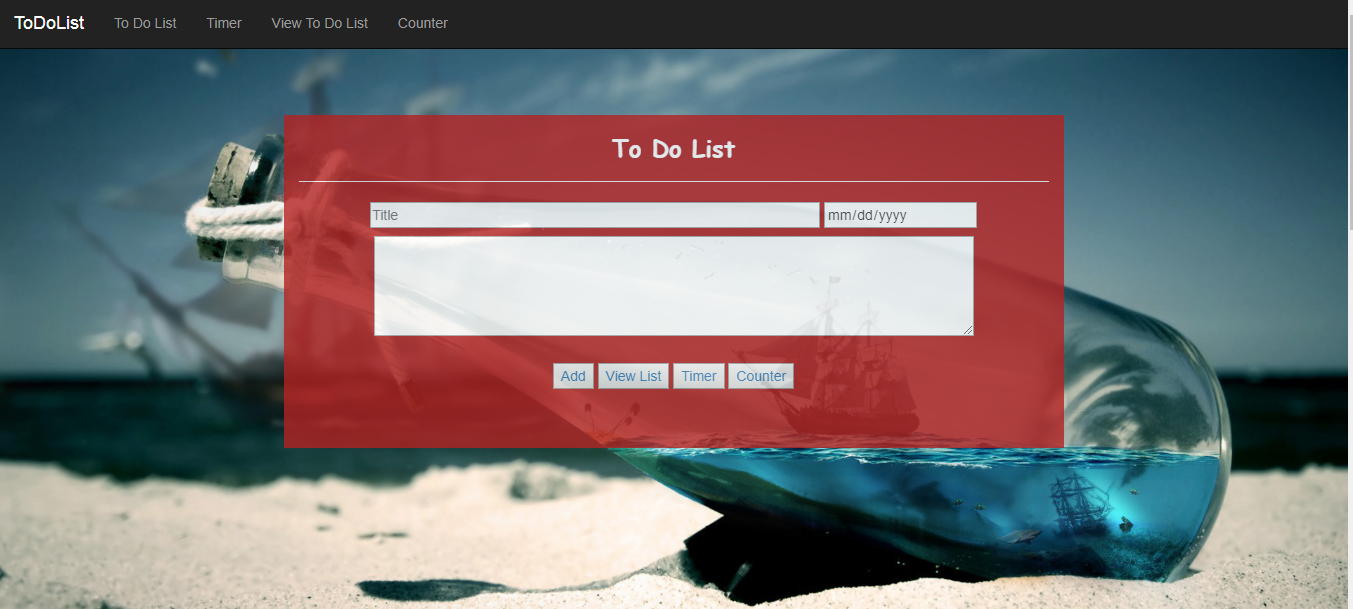 ToDoList To Do List Timer View To Do List Counter
To Do List
Title mm/dd/yyyy
Add View List Timer Counter